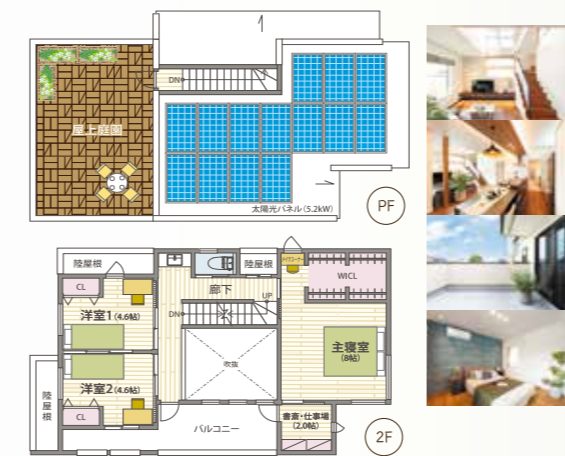 DN
屋上庭園
太陽光パネル(5.2kW)
PF
陸屋根
陸屋根
CL
廊下
WICL
洋室1(4.6帖)
UP
DN
吹抜
主寝室
(8帖)
洋室2(4.6帖)
陸屋根
CL
バルコニー
書斎・仕事場
(2.0帖)
2F